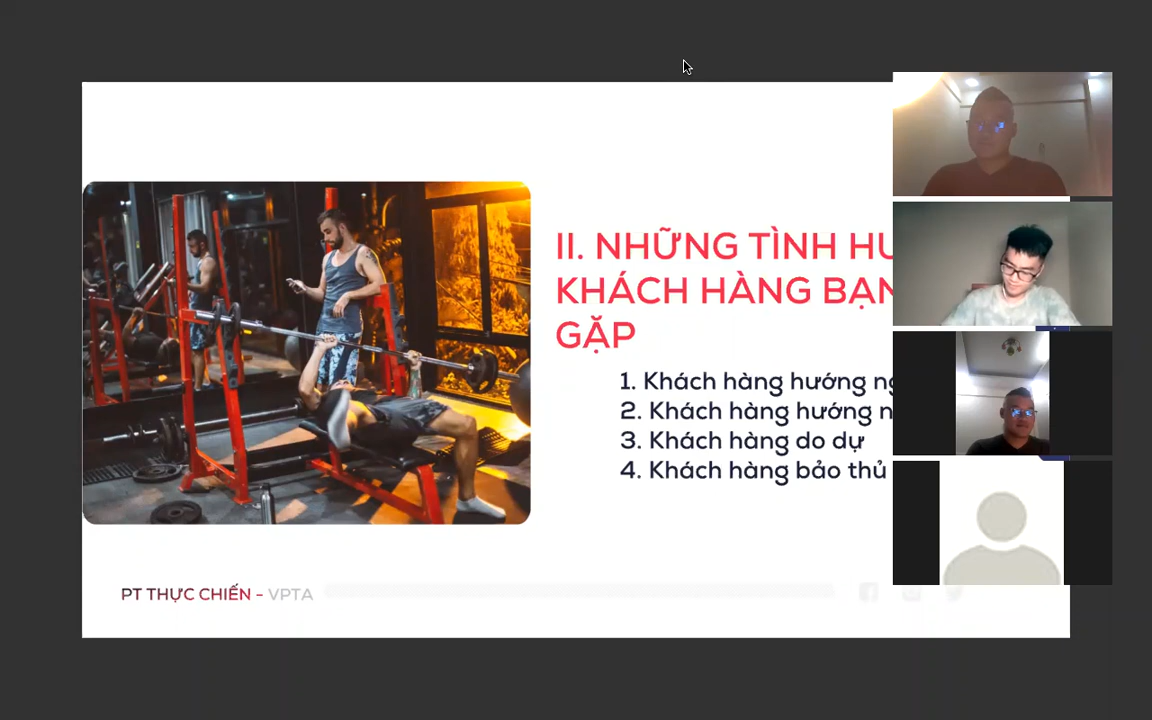 II. NHỮNG TÌNH
KHÁCH HÀNG BẠN
GẶP
1. Khách hàng hướng
2. Khách hàng hướng
3. Khách hàng do dự
4. Khách hàng bảo thủ
PT THỰC CHIẾN - VPTA